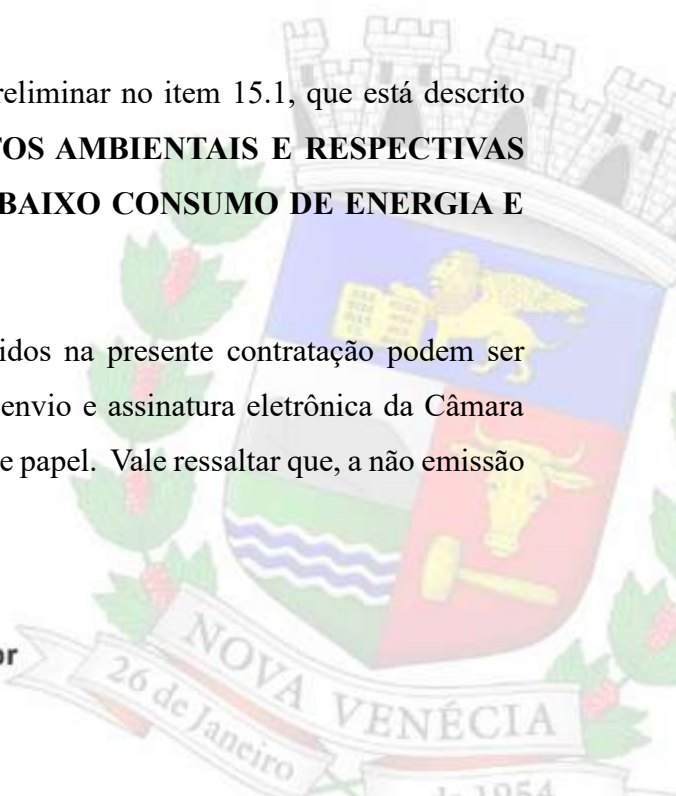 reliminar no item 15.1, que está descrito
TOS AMBIENTAIS E RESPECTIVAS
BAIXO CONSUMO DE ENERGIA E
idos na presente contratação podem ser
envio e assinatura eletrônica da Câmara
e papel. Vale ressaltar que, a não emissão
or
NOVA VENÉCIA
26 de Janeiro
de 1954